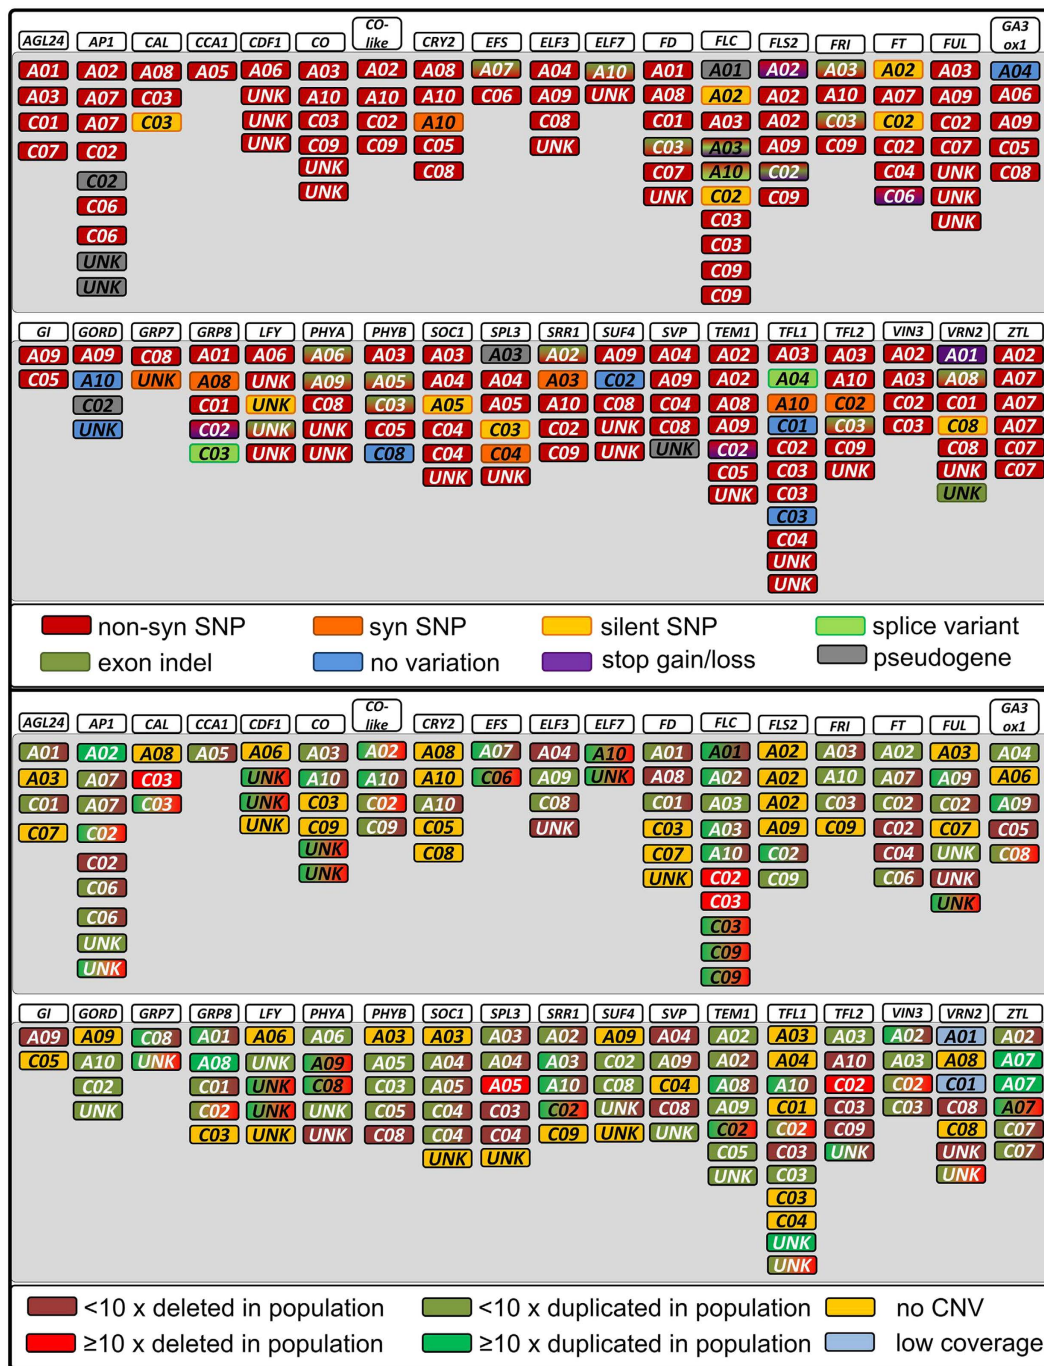 AGL24 AP1 CAL CCA1 CDF1 CO CO-like CRY2 EFS ELF3 ELF7 FD FLC FLS2 FRI FT FUL GA3 ox1
A01 A02 A08 A05 A06 A03 A02 A08 A07 A04 A10 A01 A01 A02 A03 A02 A03 A04
A03 A07 C03 UNK A10 A10 A10 C06 A09 UNK A08 A02 A02 A10 A07 A09 A06
C01 A07 C03 UNK C03 C02 A10 C08 C01 A03 A02 C03 C02 C02 A09
C07 C02 UNK C09 C09 C05 UNK C03 A03 A09 C09 C02 C07 C05
C02 UNK C08 C07 A10 C02 C04 UNK C08
C06 UNK UNK C02 C09 C06 UNK
C06 C03 UNK
UNK C03
UNK C09
C09
GI GORD GRP7 GRP8 LFY PHYA PHYB SOC1 SPL3 SRR1 SUF4 SVP TEM1 TFL1 TFL2 VIN3 VRN2 ZTL
A09 A09 C08 A01 A06 A06 A03 A03 A03 A02 A09 A04 A02 A03 A03 A02 A01 A02
C05 A10 UNK A08 UNK A09 A05 A04 A04 A03 C02 A09 A02 A04 A10 A03 A08 A07
C02 C01 UNK C08 C03 A05 A05 A10 C08 C04 A08 A10 C02 C02 C01 A07
UNK C02 UNK UNK C05 C04 C03 C02 UNK C08 A09 C01 C03 C03 C08 A07
C03 UNK UNK C08 C04 C04 C09 UNK UNK C02 C02 C09 C08 C07
UNK UNK C05 C03 UNK UNK C07
UNK C03 UNK
C03
C04
UNK
UNK
non-syn SNP syn SNP silent SNP splice variant
exon indel no variation stop gain/loss pseudogene
AGL24 AP1 CAL CCA1 CDF1 CO CO-like CRY2 EFS ELF3 ELF7 FD FLC FLS2 FRI FT FUL GA3 ox1
A01 A02 A08 A05 A06 A03 A02 A08 A07 A04 A10 A01 A01 A02 A03 A02 A03 A04
A03 A07 C03 UNK A10 A10 A10 C06 A09 UNK A08 A02 A02 A10 A07 A09 A06
C01 A07 C03 UNK C03 C02 A10 C08 C01 A03 A02 C03 C02 C02 A09
C07 C02 UNK C09 C09 C05 UNK C03 A03 A09 C09 C02 C07 C05
C02 UNK C08 C07 A10 C02 C04 UNK C08
C06 UNK UNK C02 C09 C06 UNK
C06 C03 UNK
UNK C03
UNK C09
C09
GI GORD GRP7 GRP8 LFY PHYA PHYB SOC1 SPL3 SRR1 SUF4 SVP TEM1 TFL1 TFL2 VIN3 VRN2 ZTL
A09 A09 C08 A01 A06 A06 A03 A03 A03 A02 A09 A04 A02 A03 A03 A02 A01 A02
C05 A10 UNK A08 UNK A09 A05 A04 A04 A03 C02 A09 A02 A04 A10 A03 A08 A07
C02 C01 UNK C08 C03 A05 A05 A10 C08 C04 A08 A10 C02 C02 C01 A07
UNK C02 UNK UNK C05 C04 C03 C02 UNK C08 A09 C01 C03 C03 C08 A07
C03 UNK UNK C08 C04 C04 C09 UNK UNK C02 C02 C09 C08 C07
UNK UNK C05 C03 UNK UNK C07
UNK C03 UNK
C03
C04
UNK
UNK
<10 x deleted in population <10 x duplicated in population no CNV
≥10 x deleted in population ≥10 x duplicated in population low coverage